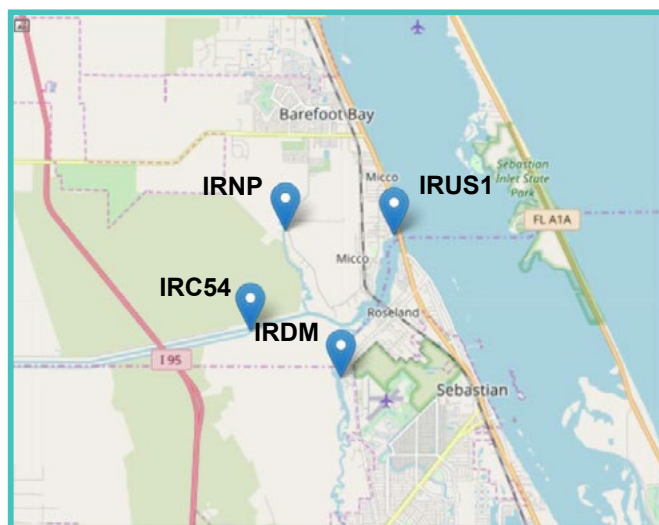 Barefoot Bay
Sebastian
Inlet State
Park
IRNP
Micco
IRUS1
FL A1A
Micco
IRC54
Roseland
IRDM
I 95
Sebastian